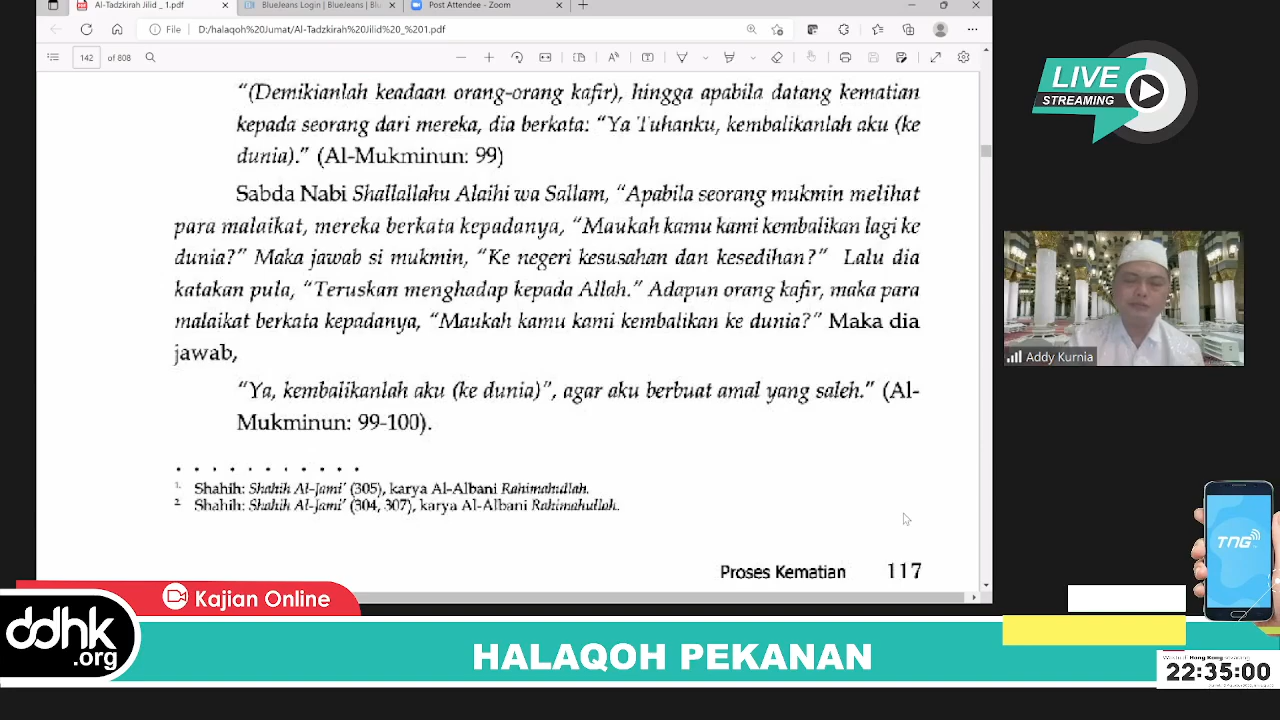 Al-Tadzkirah Jilid _ 1.pdf
BlueJeans Login | BlueJeans | Bl
Post Attendee - Zoom
File
D:/halaqoh%20Jumat/Al-Tadzkirah%20Jilid%20_%201.pdf
142 of 808
“(Demikianlah keadaan orang-orang kafir), hingga apabila datang kematian
kepada seorang dari mereka, dia berkata: “Ya Tuhanku, kembalikanlah aku (ke
dunia).” (Al-Mukminun: 99)
Sabda Nabi Shallallahu Alaihi wa Sallam, “Apabila seorang mukmin melihat
para malaikat, mereka berkata kepadanya, “Maukah kamu kami kembalikan lagi ke
dunia?” Maka jawab si mukmin, “Ke negeri kesusahan dan kesedihan?” Lalu dia
katakan pula, “Teruskan menghadap kepada Allah.” Adapun orang kafir, maka para
malaikat berkata kepadanya, “Maukah kamu kami kembalikan ke dunia?” Maka dia
jawab,
“Ya, kembalikanlah aku (ke dunia)”, agar aku berbuat amal yang saleh.” (Al-
Mukminun: 99-100).
1. Shahih: Shahih Al-Jami’ (305), karya Al-Albani Rahimahullah.
2. Shahih: Shahih Al-Jami’ (304, 307), karya Al-Albani Rahimahullah.
Proses Kematian 117
LIVE
STREAMING
Addy Kurnia
TNG
Kajian Online
ddhk
.org
HALAQOH PEKANAN
Hong Kong
22:35:00